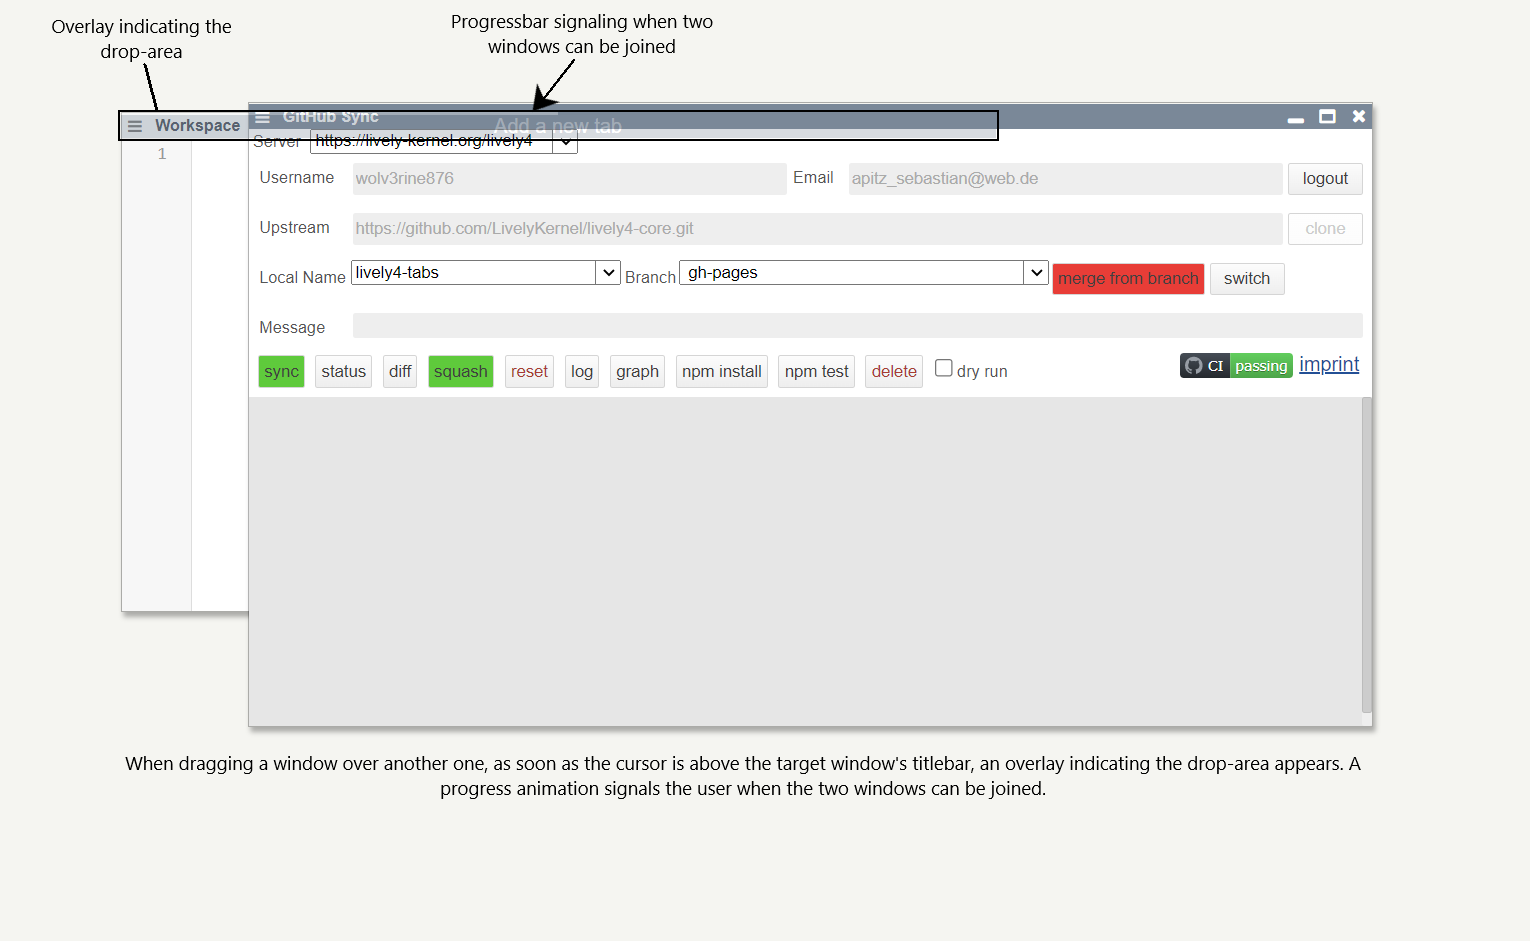 Overlay indicating the
drop-area
Progressbar signaling when two
windows can be joined
Workspace
GitHub Sync
Add a new tab
1
Server https://lively-kernel.org/lively4
Username wolv3rine876 Email apitz_sebastian@web.de logout
Upstream https://github.com/LivelyKernel/lively4-core.git clone
Local Name lively4-tabs Branch gh-pages merge from branch switch
Message
sync status diff squash reset log graph npm install npm test delete dry run CI passing imprint
When dragging a window over another one, as soon as the cursor is above the target window's titlebar, an overlay indicating the drop-area appears. A
progress animation signals the user when the two windows can be joined.